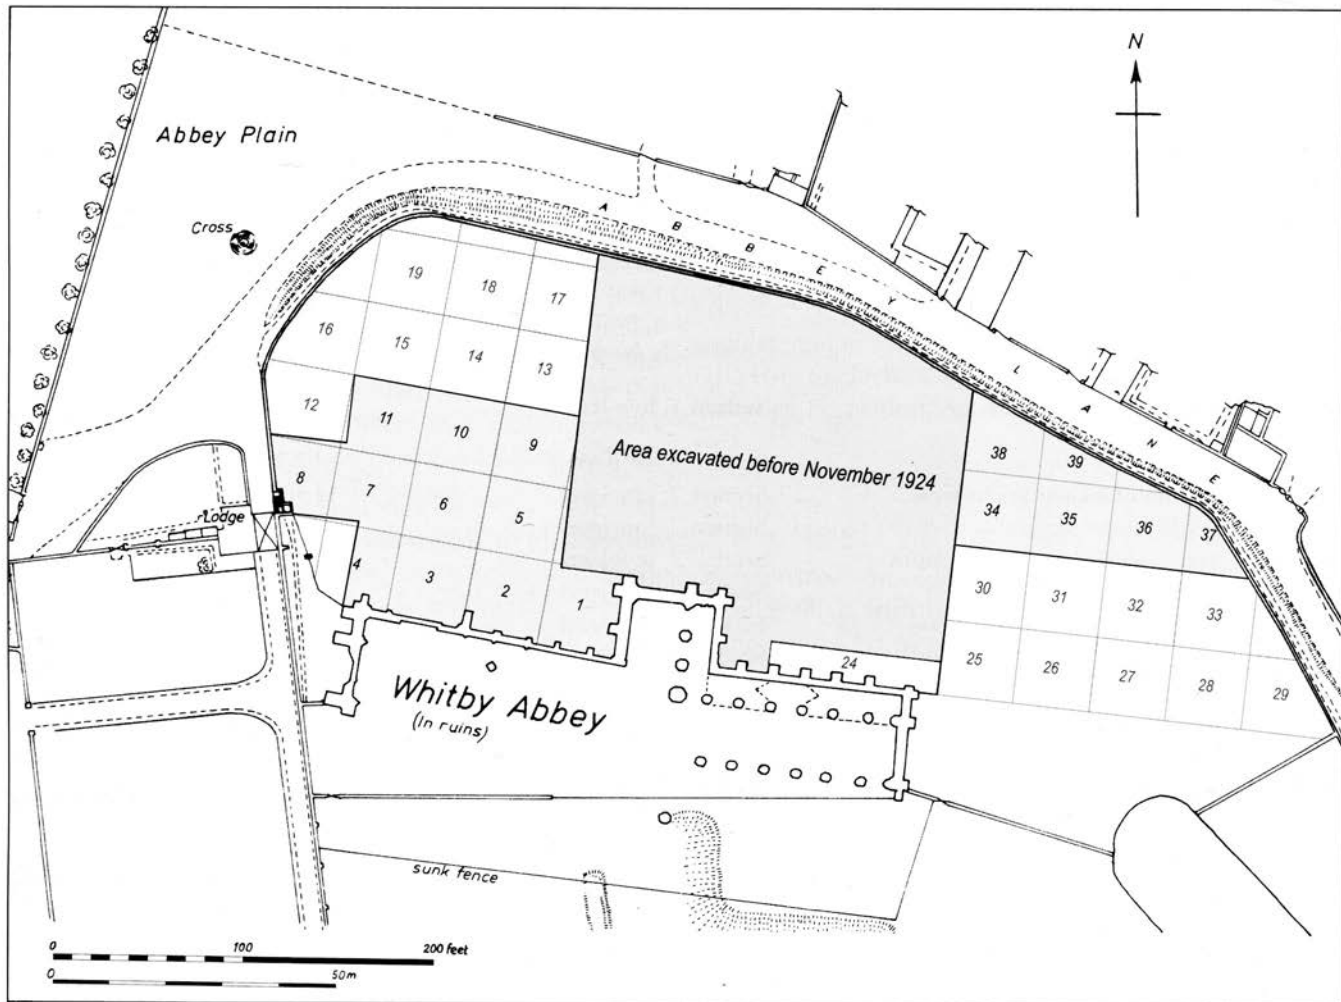 N
Abbey Plain
Cross
A B B E Y L A N E
19 18 17
16 15 14 13
12 11 10 9
Area excavated before November 1924
38 39
8 7 6 5
34 35 36 37
Lodge
4 3 2 1
30 31 32 33
24
25 26 27 28 29
Whitby Abbey
(In ruins)
sunk fence
0 100 200 feet
0 50m